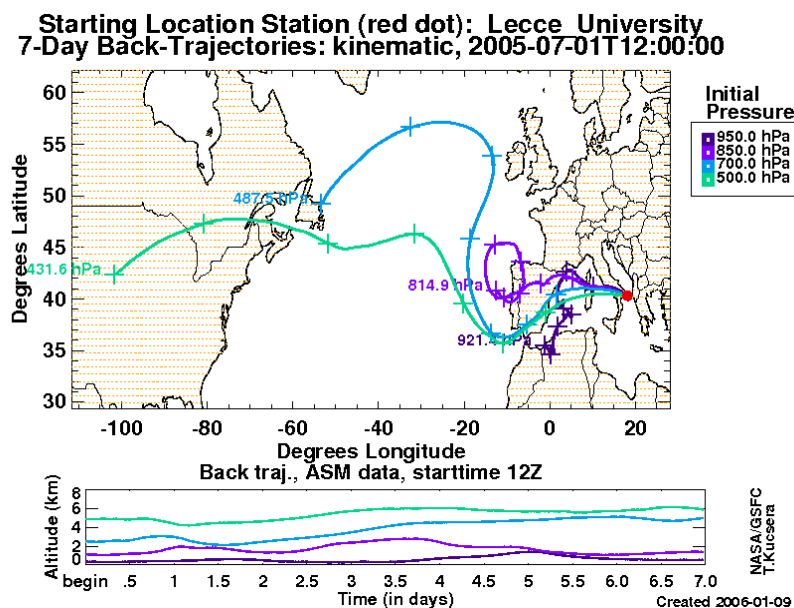 Starting Location Station (red dot): Lecce_University
7-Day Back-Trajectories: kinematic, 2005-07-01T12:00:00
Initial
Pressure
950.0 hPa
850.0 hPa
700.0 hPa
500.0 hPa
Degrees Latitude
60
55
50
45
40
35
30
487.5 hPa
431.6 hPa
814.9 hPa
921.4 hPa
-100 -80 -60 -40 -20 0 20
Degrees Longitude
Back traj., ASM data, starttime 12Z
Altitude (km)
8
6
4
2
0
begin .5 1 1.5 2 2.5 3 3.5 4 4.5 5 5.5 6 6.5 7.0
Time (in days)
NASA/GSFC
T.Kucsera
Created 2006-01-09